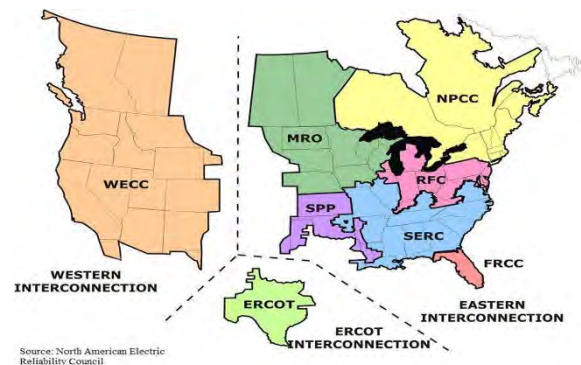 NPCC
MRO
RFC
WECC
SPP
SERC
WESTERN
INTERCONNECTION
FRCC
ERCOT
EASTERN
INTERCONNECTION
ERCOT
INTERCONNECTION
Source: North American Electric
Reliability Council